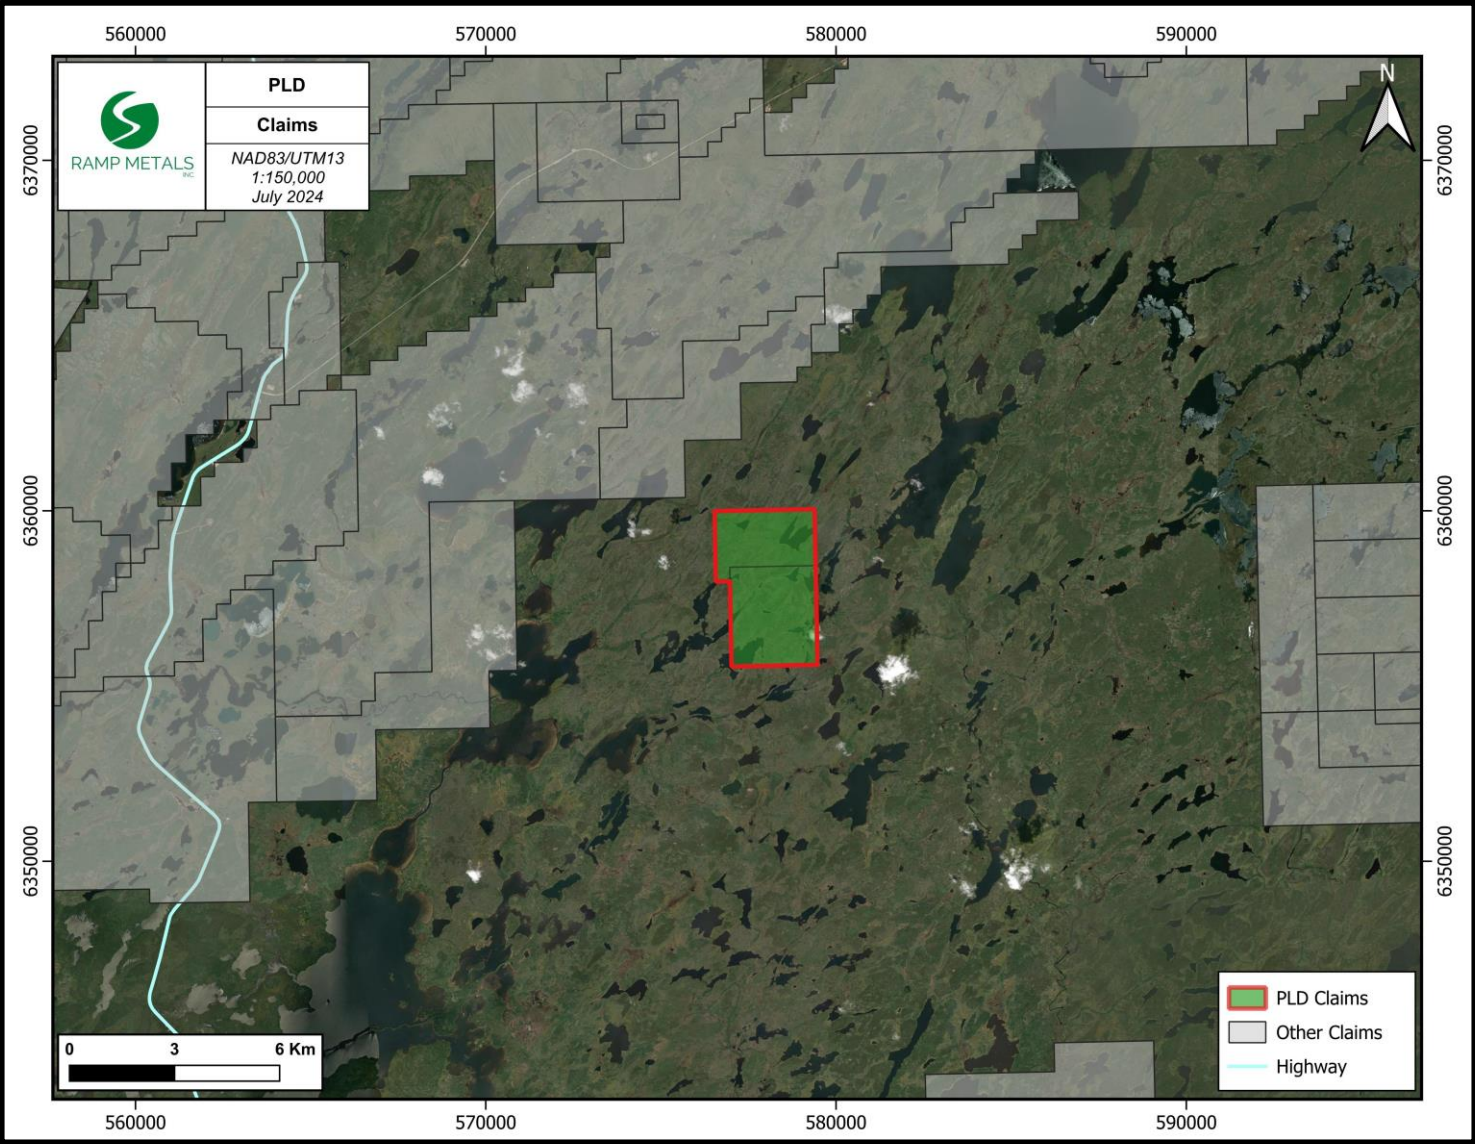 560000
570000
580000
590000
RAMP METALS
INC
PLD
Claims
NAD83/UTM13
1:150,000
July 2024
N
6370000
6370000
6360000
6360000
6350000
6350000
0 3 6 Km
PLD Claims
Other Claims
Highway
560000
570000
580000
590000